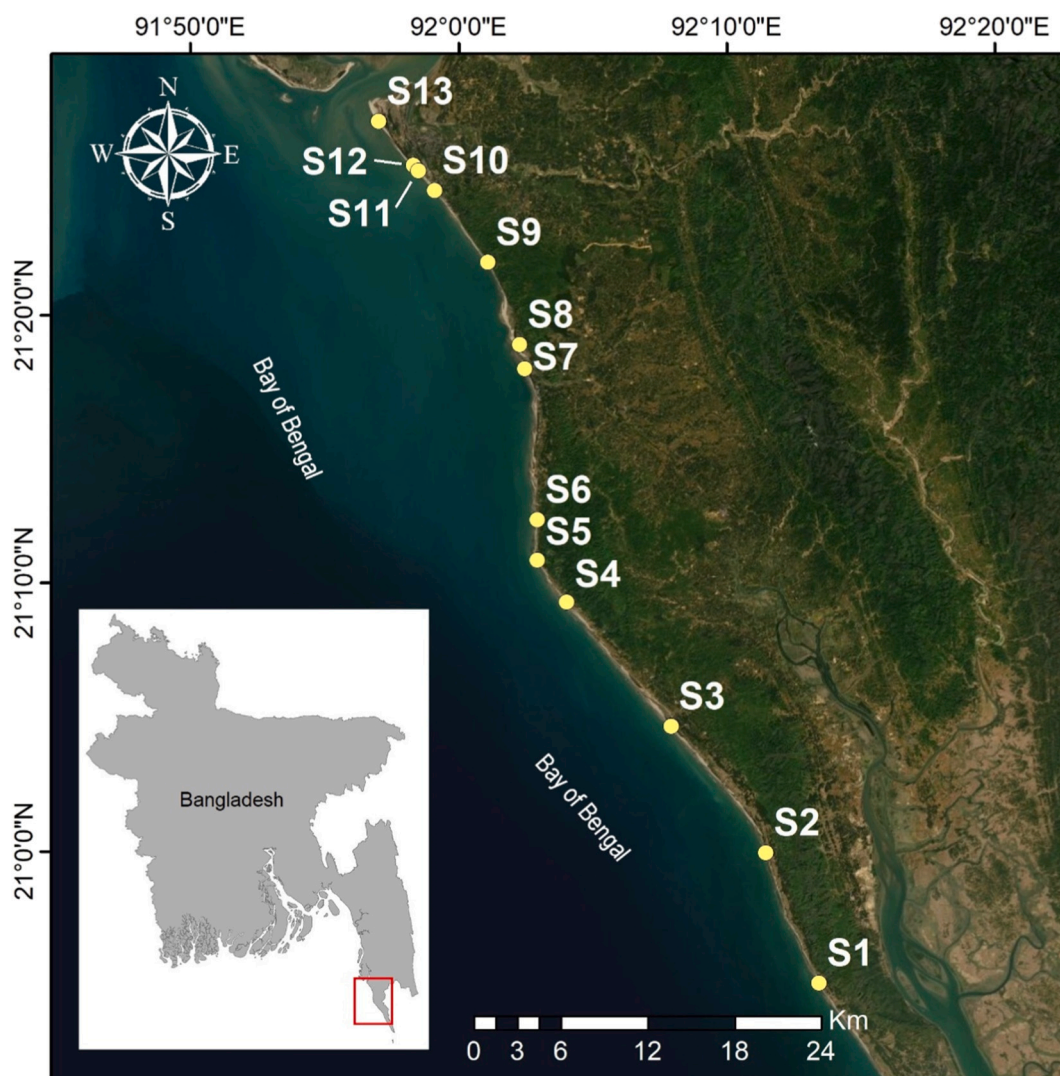 91°50'0"E 92°0'0"E 92°10'0"E 92°20'0"E
N
W E
S
S13
S12 S10
S11
S9
21°20'0"N
S8
S7
Bay of Bengal
S6
S5
21°10'0"N
S4
S3
Bay of Bengal
Bangladesh
S2
21°0'0"N
S1
Km
0 3 6 12 18 24